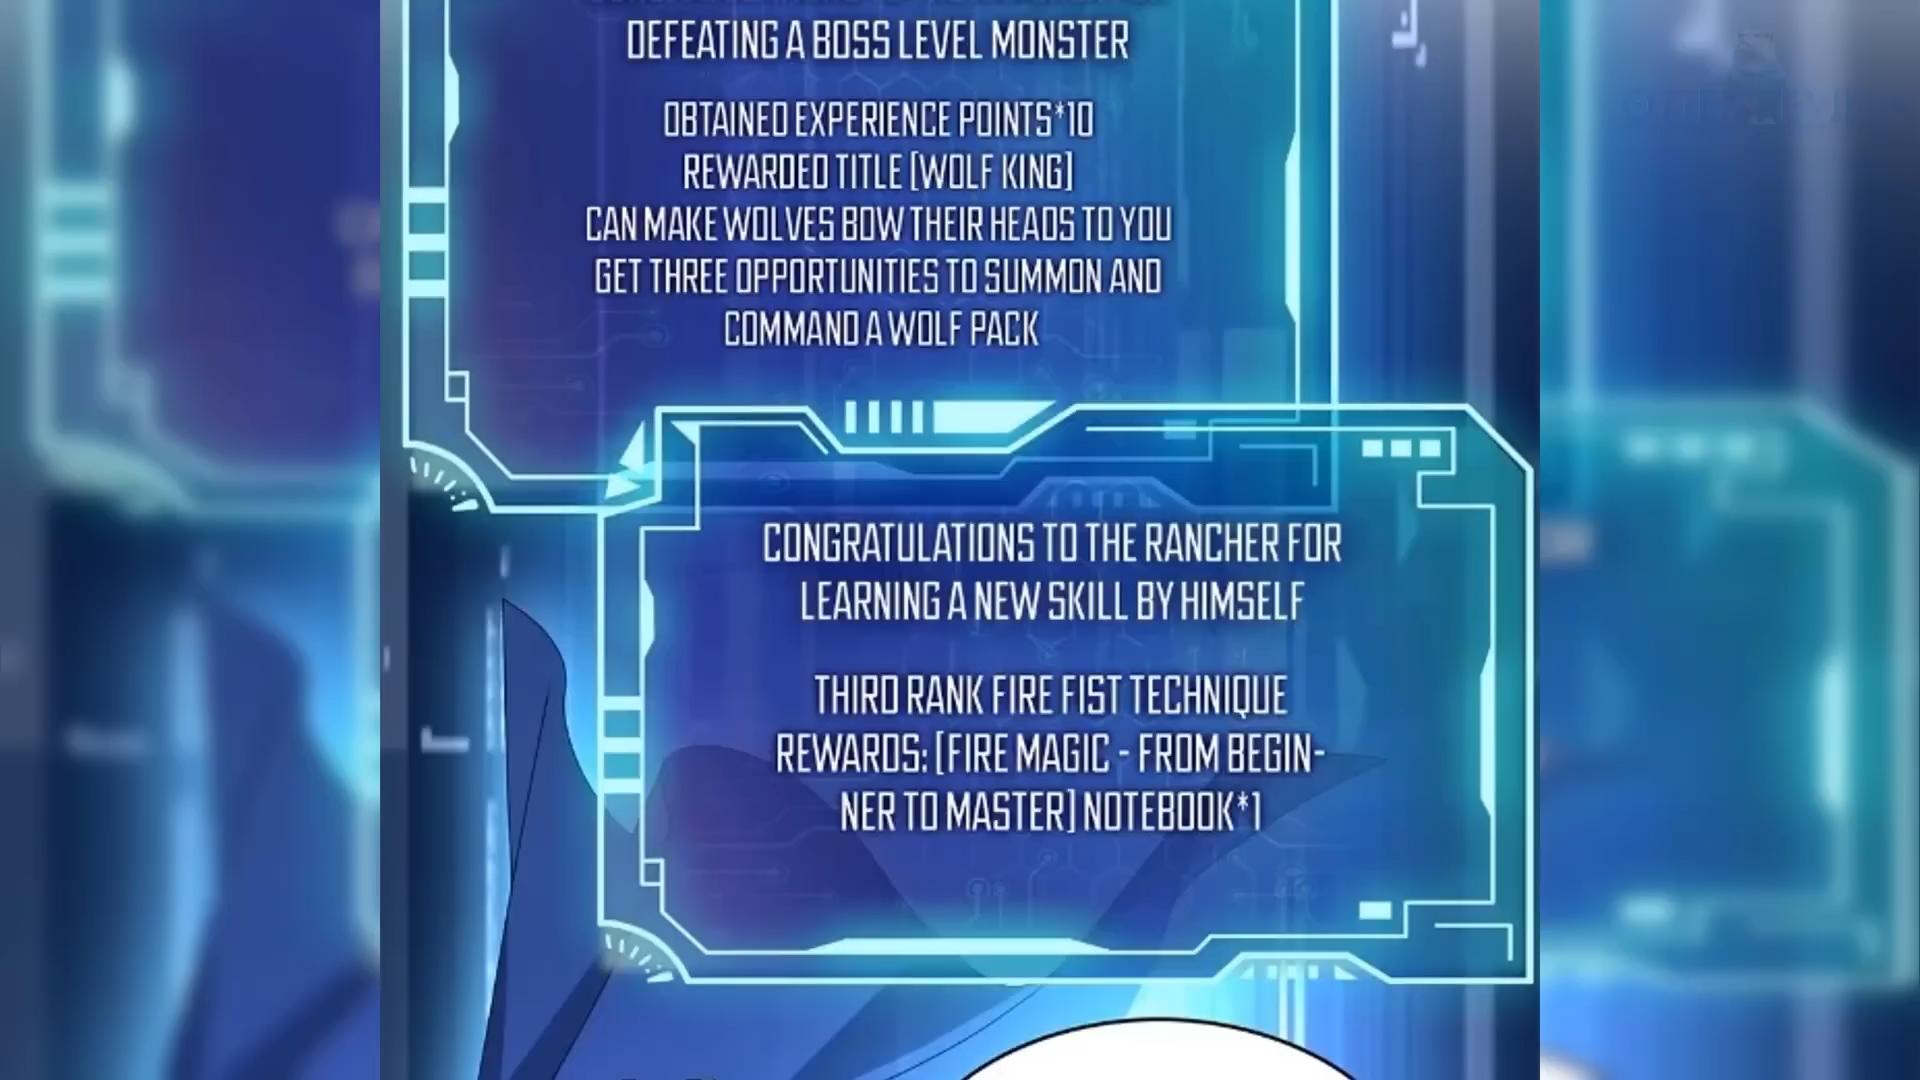 DEFEATING A BOSS LEVEL MONSTER
OBTAINED EXPERIENCE POINTS*10
REWARDED TITLE [WOLF KING]
CAN MAKE WOLVES BOW THEIR HEADS TO YOU
GET THREE OPPORTUNITIES TO SUMMON AND
COMMAND A WOLF PACK
CONGRATULATIONS TO THE RANCHER FOR
LEARNING A NEW SKILL BY HIMSELF
THIRD RANK FIRE FIST TECHNIQUE
REWARDS: [FIRE MAGIC - FROM BEGIN-
NER TO MASTER] NOTEBOOK*1